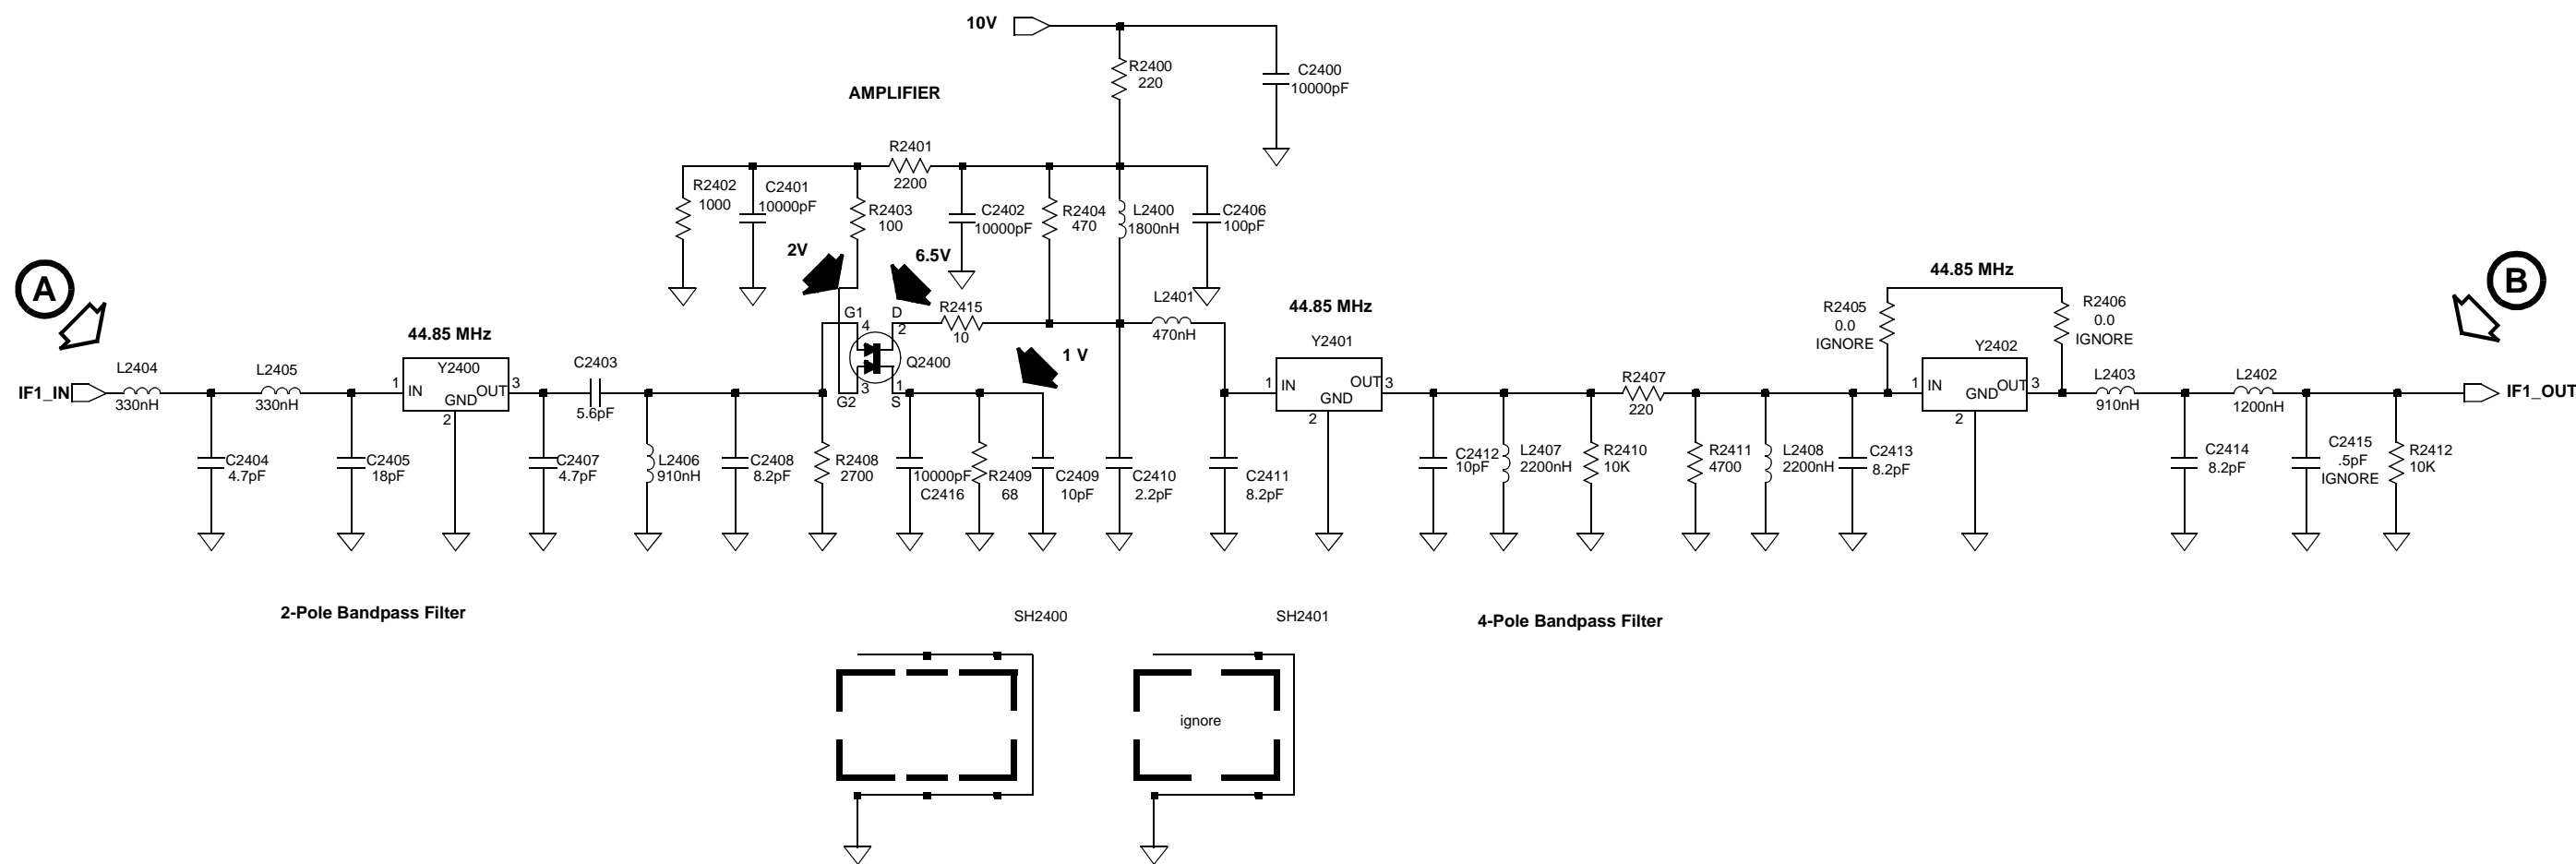 10V
R2400
220
C2400
10000pF
AMPLIFIER
R2401
2200
R2402
1000
C2401
10000pF
R2403
100
C2402
10000pF
R2404
470
L2400
1800nH
C2406
100pF
2V
6.5V
A
B
44.85 MHz
44.85 MHz
44.85 MHz
L2401
470nH
R2405
0.0
IGNORE
R2406
0.0
IGNORE
G1
4
D
2
R2415
10
Q2400
1 V
3
G2
1
S
IF1_IN
L2404
330nH
L2405
330nH
1
IN
Y2400
OUT
GND
3
2
C2403
5.6pF
Y2401
1
IN
OUT
3
GND
2
R2407
220
Y2402
1
IN
GND
OUT
3
2
L2403
910nH
L2402
1200nH
IF1_OUT
C2404
4.7pF
C2405
18pF
C2407
4.7pF
L2406
910nH
C2408
8.2pF
R2408
2700
10000pF
C2416
R2409
68
C2409
10pF
C2410
2.2pF
C2411
8.2pF
C2412
10pF
L2407
2200nH
R2410
10K
R2411
4700
L2408
2200nH
C2413
8.2pF
C2414
8.2pF
C2415
.5pF
IGNORE
R2412
10K
2-Pole Bandpass Filter
SH2400
SH2401
4-Pole Bandpass Filter
ignore